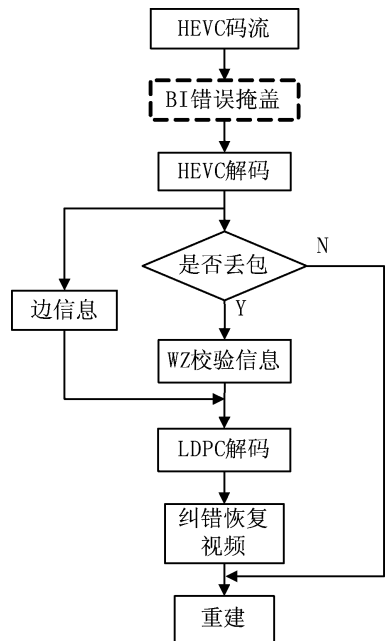 HEVC码流
BI错误掩盖
HEVC解码
是否丢包
N
边信息
Y
WZ校验信息
LDPC解码
纠错恢复
视频
重建